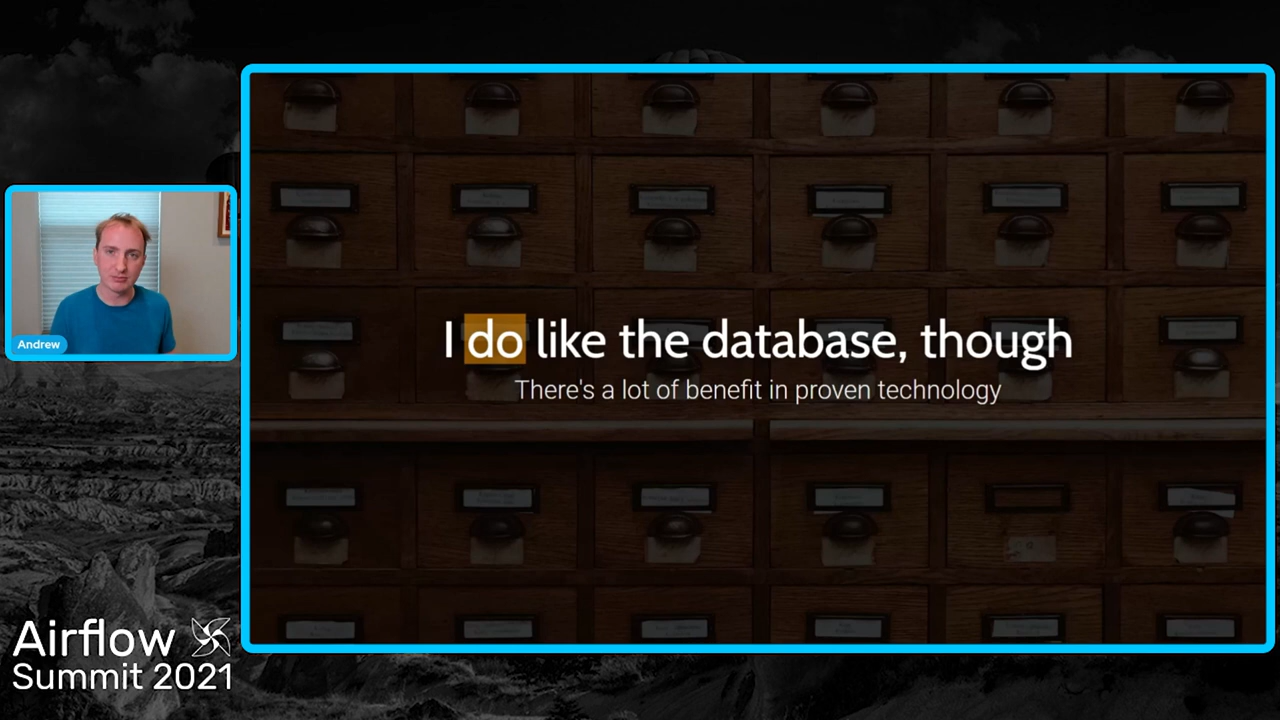 I do like the database, though
There's a lot of benefit in proven technology
Andrew
Airflow
Summit 2021